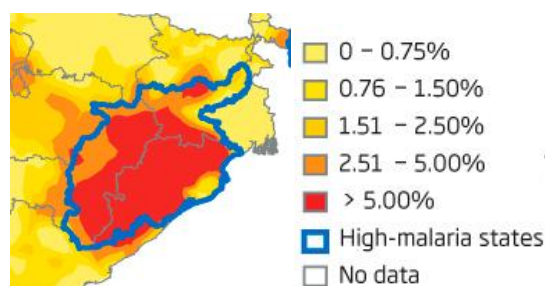 0 – 0.75%
0.76 – 1.50%
1.51 – 2.50%
2.51 – 5.00%
> 5.00%
High-malaria states
No data